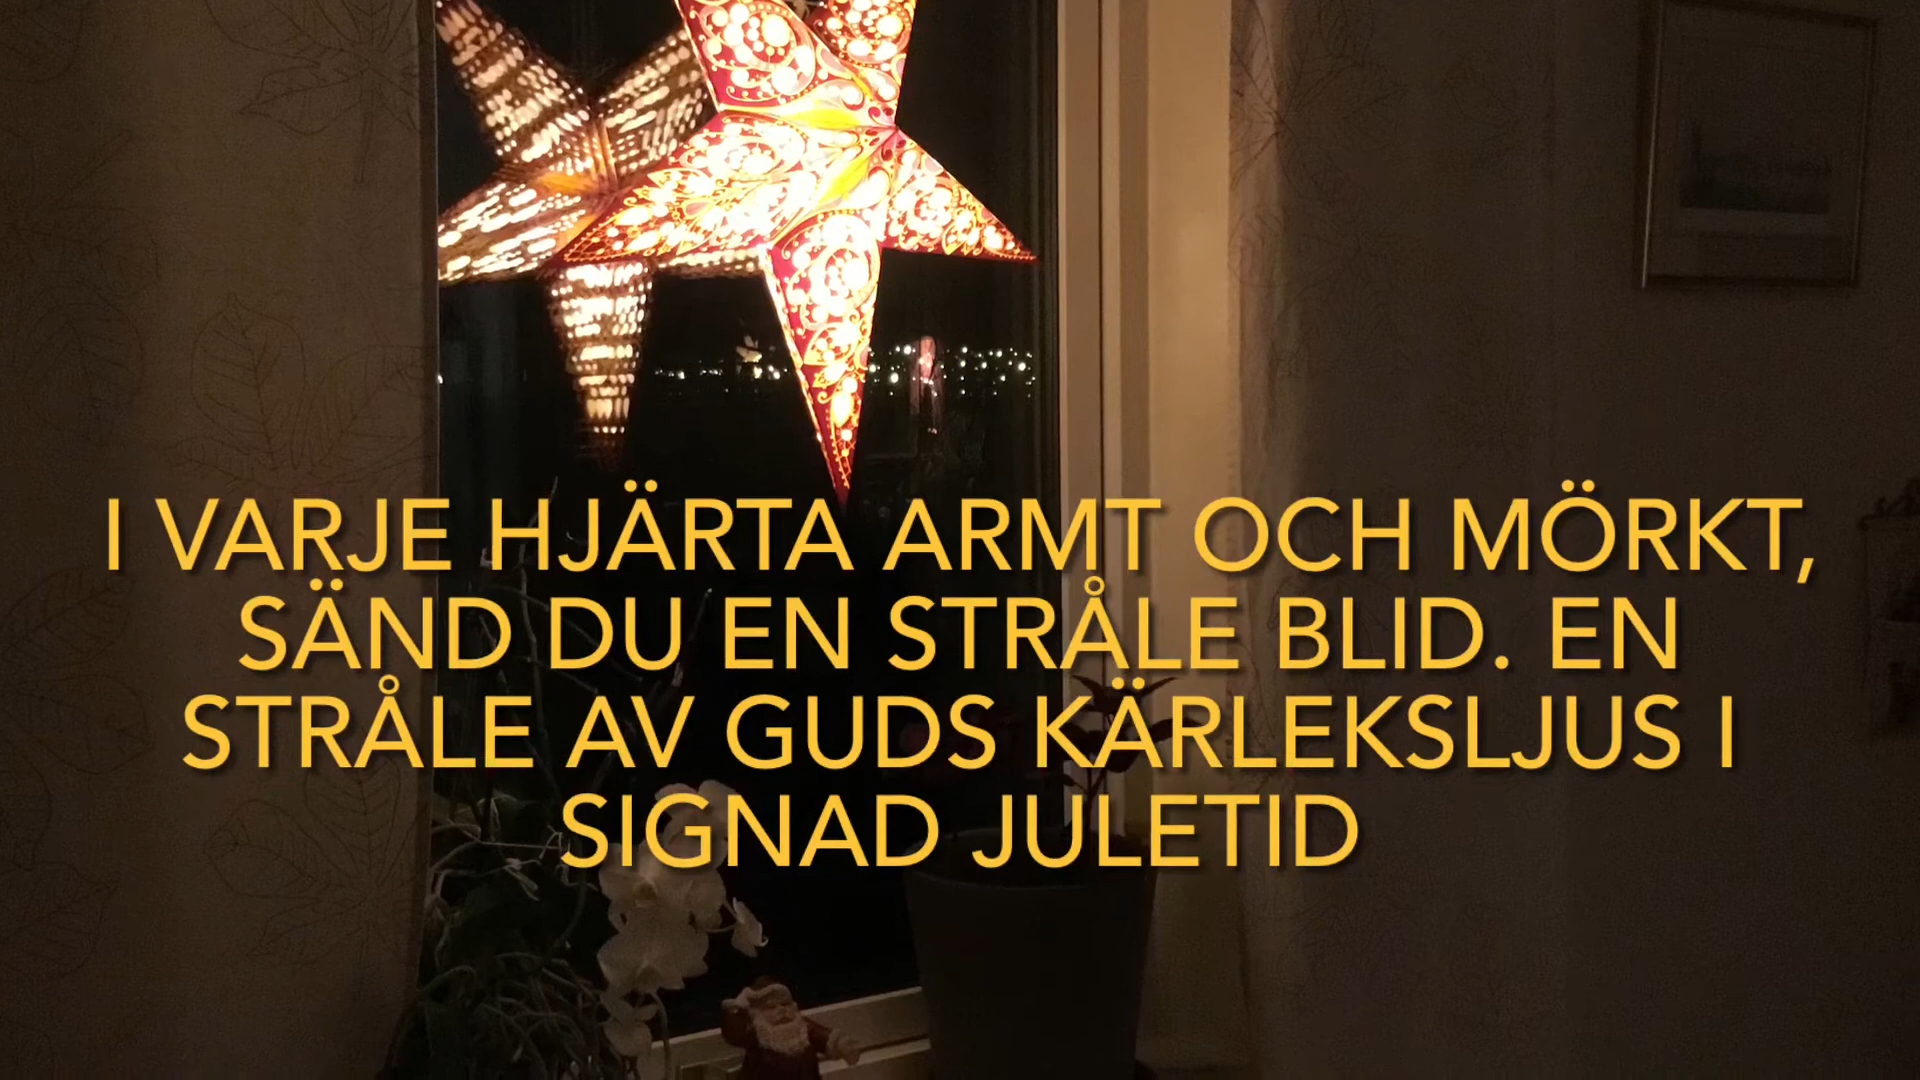 I VARJE HJÄRTA ARMT OCH MÖRKT,
SÄND DU EN STRÅLE BLID. EN
STRÅLE AV GUDS KÄRLEKSLJUS I
SIGNAD JULETID